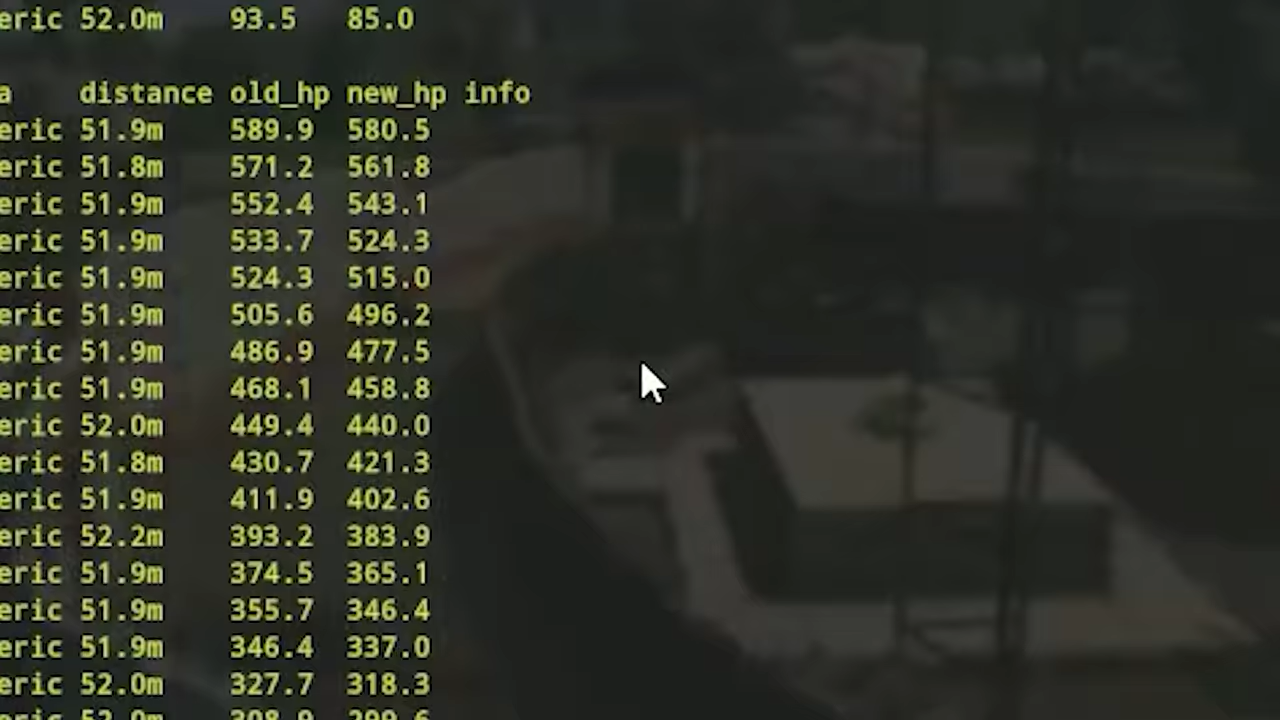 eric 52.0m 93.5 85.0
a distance old_hp new_hp info
eric 51.9m 589.9 580.5
eric 51.8m 571.2 561.8
eric 51.9m 552.4 543.1
eric 51.9m 533.7 524.3
eric 51.9m 524.3 515.0
eric 51.9m 505.6 496.2
eric 51.9m 486.9 477.5
eric 51.9m 468.1 458.8
eric 52.0m 449.4 440.0
eric 51.8m 430.7 421.3
eric 51.9m 411.9 402.6
eric 52.2m 393.2 383.9
eric 51.9m 374.5 365.1
eric 51.9m 355.7 346.4
eric 51.9m 346.4 337.0
eric 52.0m 327.7 318.3